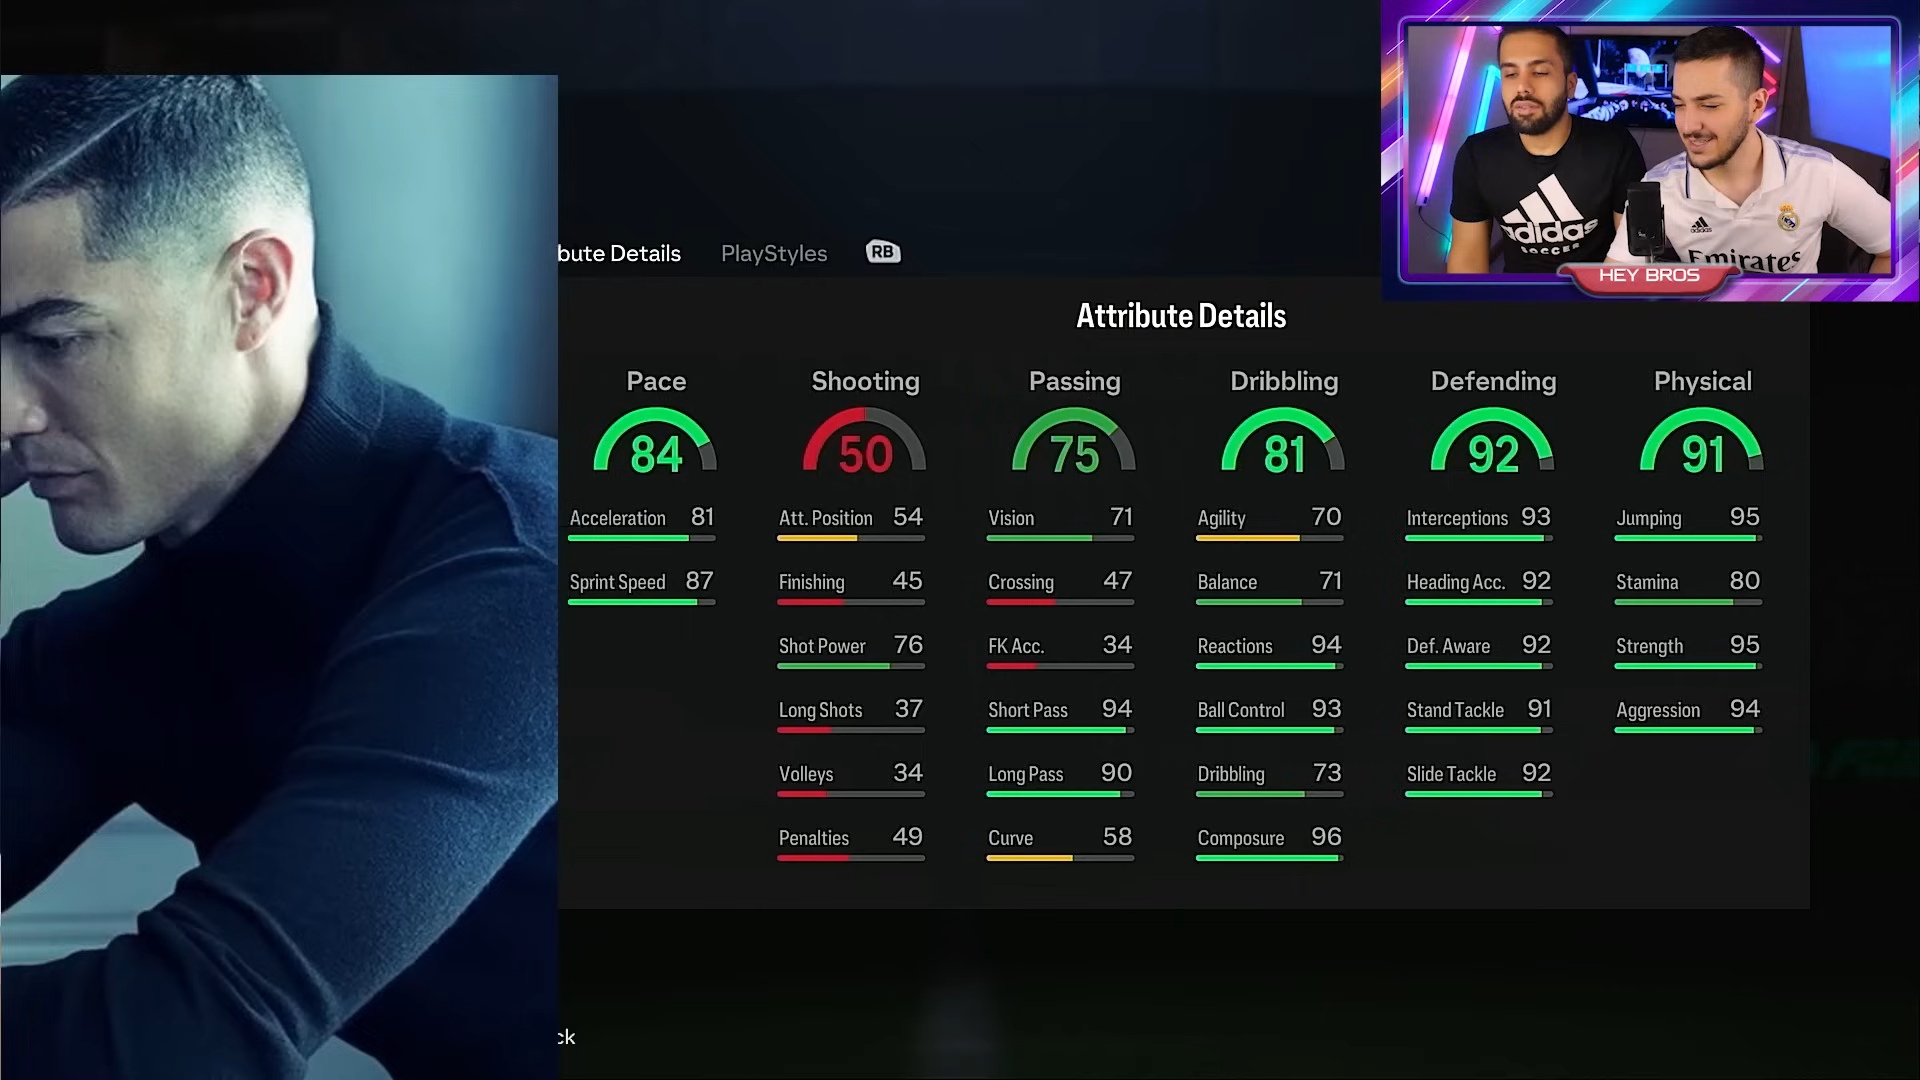 bute Details PlayStyles RB
Attribute Details
Pace Shooting Passing Dribbling Defending Physical
84 50 75 81 92 91
Acceleration 81 Att. Position 54 Vision 71 Agility 70 Interceptions 93 Jumping 95
Sprint Speed 87 Finishing 45 Crossing 47 Balance 71 Heading Acc. 92 Stamina 80
Shot Power 76 FK Acc. 34 Reactions 94 Def. Aware 92 Strength 95
Long Shots 37 Short Pass 94 Ball Control 93 Stand Tackle 91 Aggression 94
Volleys 34 Long Pass 90 Dribbling 73 Slide Tackle 92
Penalties 49 Curve 58 Composure 96
ck
adidas
SOCCER
adidas
Emirates
HEY BROS